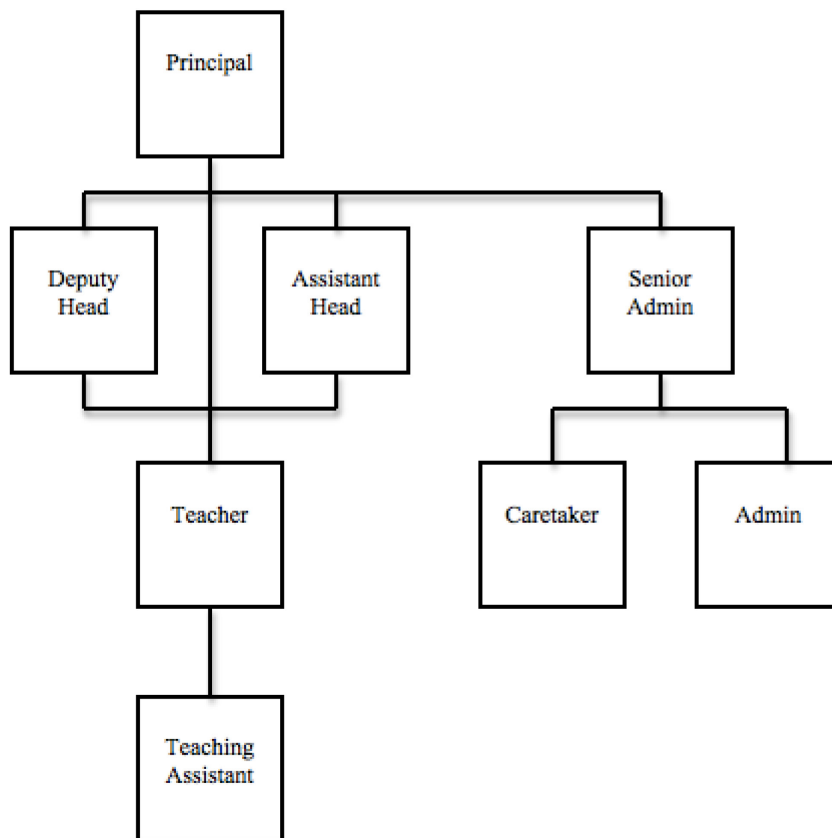 Principal
Deputy
Head
Assistant
Head
Senior
Admin
Teacher
Caretaker
Admin
Teaching
Assistant